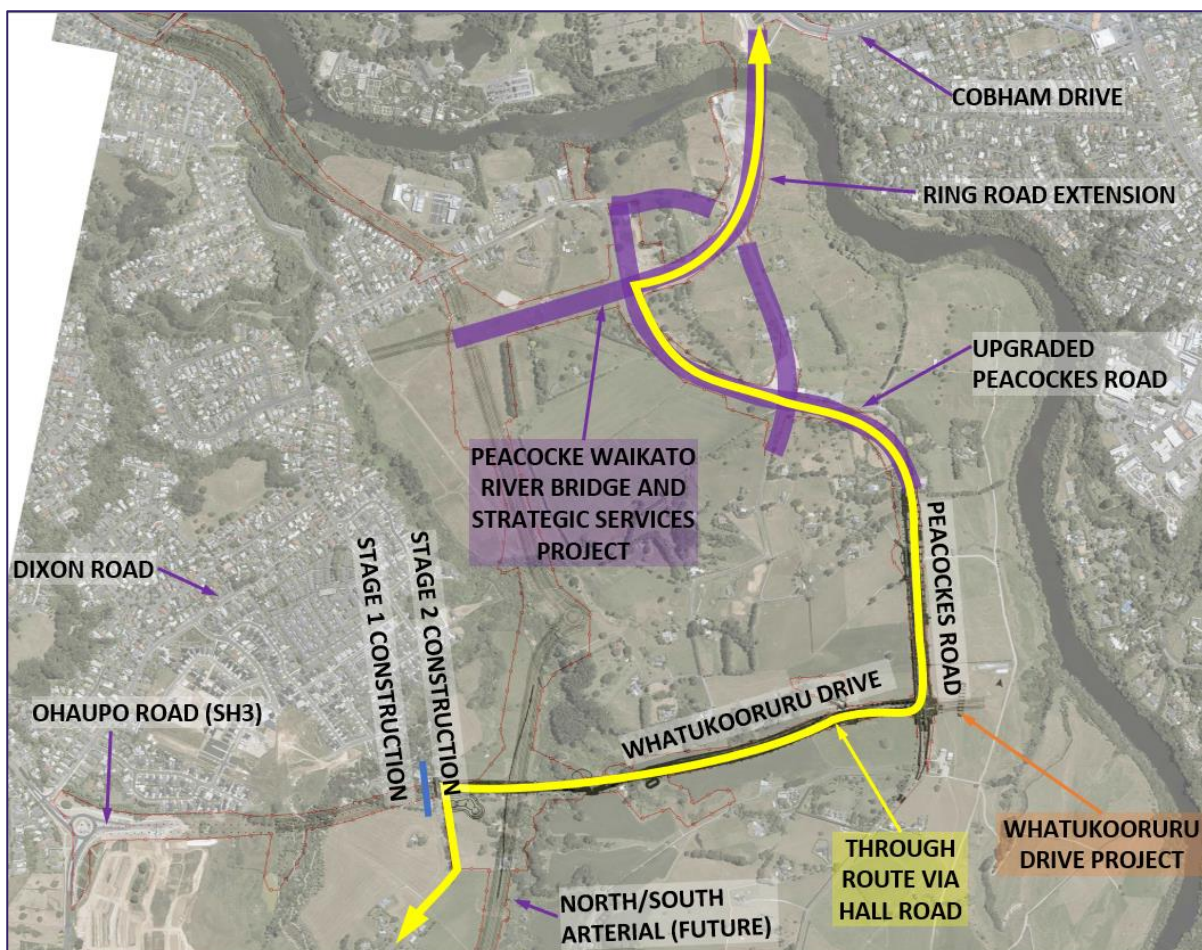 COBHAM DRIVE
RING ROAD EXTENSION
UPGRADED
PEACOCKES ROAD
PEACOCKE WAIKATO
RIVER BRIDGE AND
STRATEGIC SERVICES
PROJECT
DIXON ROAD
STAGE 1 CONSTRUCTION
STAGE 2 CONSTRUCTION
PEACOCKES ROAD
OHAUPO ROAD (SH3)
WHATUKOORURU DRIVE
THROUGH
ROUTE VIA
HALL ROAD
WHATUKOORURU
DRIVE PROJECT
NORTH/SOUTH
ARTERIAL (FUTURE)